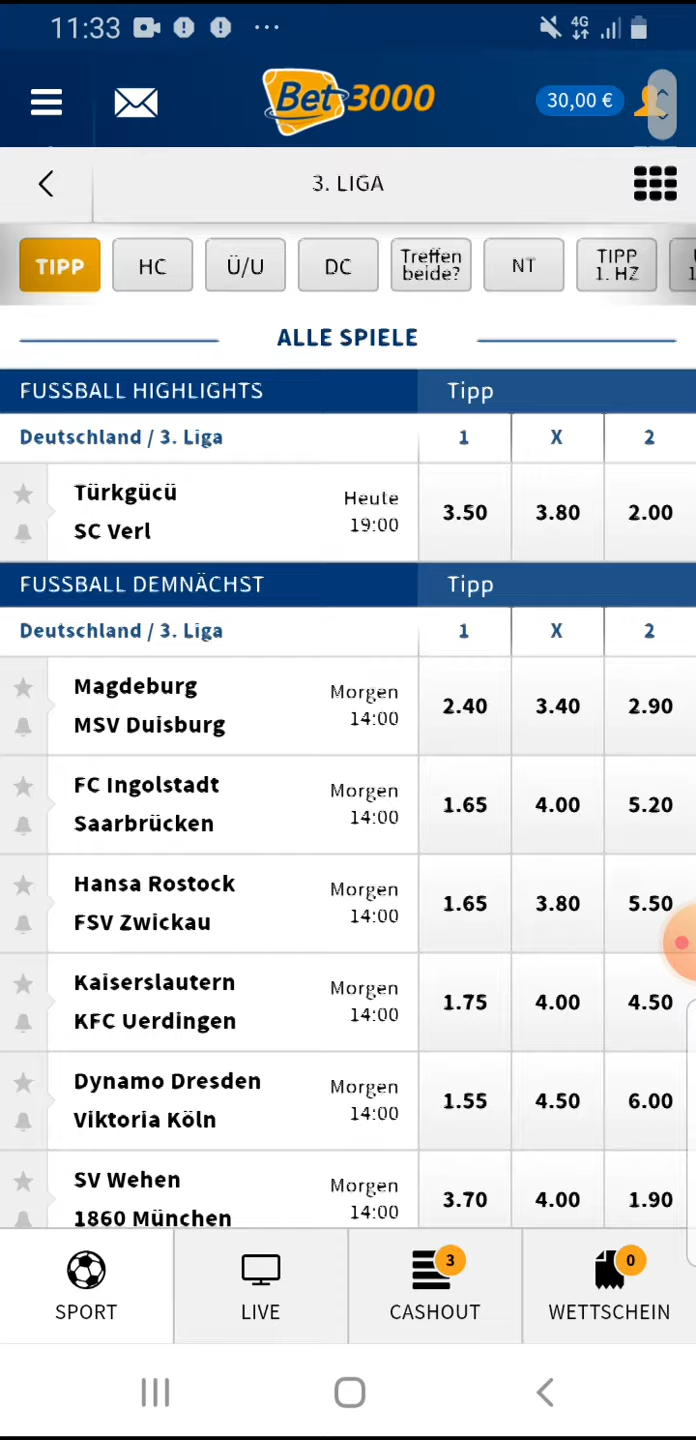 11:33
4G
Bet3000
30,00 €
3. LIGA
TIPP HC Ü/U DC Treffen beide? NT TIPP 1. HZ
ALLE SPIELE
FUSSBALL HIGHLIGHTS Tipp
Deutschland / 3. Liga 1 X 2
Türkgücü Heute
SC Verl 19:00
3.50 3.80 2.00
FUSSBALL DEMNÄCHST Tipp
Deutschland / 3. Liga 1 X 2
Magdeburg Morgen
MSV Duisburg 14:00
2.40 3.40 2.90
FC Ingolstadt Morgen
Saarbrücken 14:00
1.65 4.00 5.20
Hansa Rostock Morgen
FSV Zwickau 14:00
1.65 3.80 5.50
Kaiserslautern Morgen
KFC Uerdingen 14:00
1.75 4.00 4.50
Dynamo Dresden Morgen
Viktoria Köln 14:00
1.55 4.50 6.00
SV Wehen Morgen
1860 München 14:00
3.70 4.00 1.90
3 0
SPORT LIVE CASHOUT WETTSCHEIN